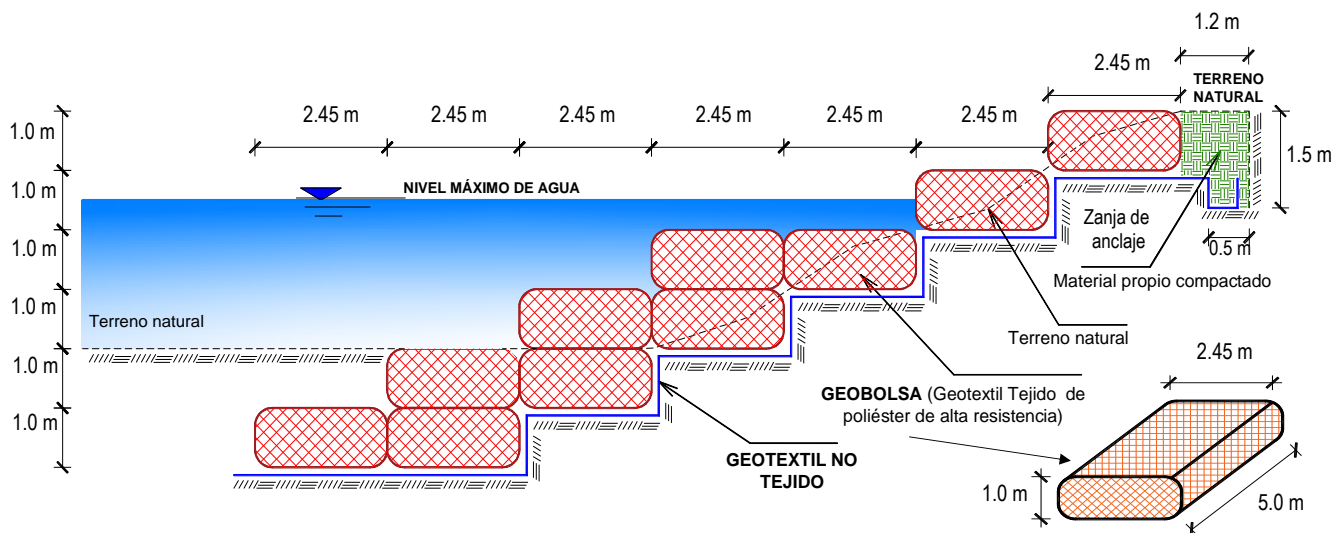 1.2 m
2.45 m
TERRENO
NATURAL
2.45 m
2.45 m
2.45 m
2.45 m
2.45 m
2.45 m
1.0 m
1.0 m
1.0 m
1.0 m
1.0 m
1.0 m
1.5 m
NIVEL MÁXIMO DE AGUA
Zanja de
anclaje
0.5 m
Material propio compactado
Terreno natural
Terreno natural
2.45 m
GEOBOLSA (Geotextil Tejido de
poliéster de alta resistencia)
GEOTEXTIL NO
TEJIDO
1.0 m
5.0 m